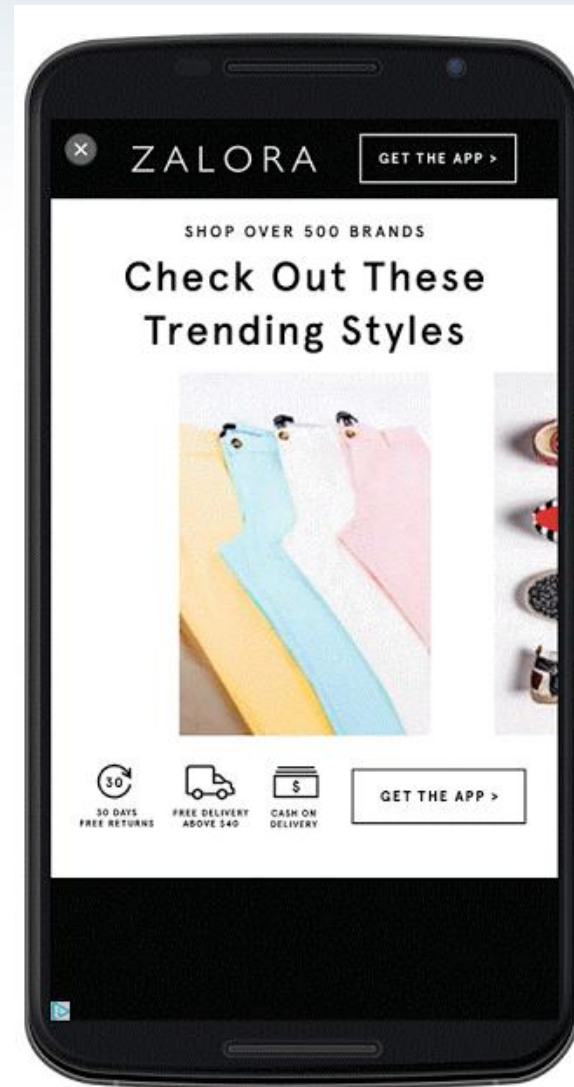 ZALORA
GET THE APP >
SHOP OVER 500 BRANDS
Check Out These
Trending Styles
30
30 DAYS
FREE RETURNS
FREE DELIVERY
ABOVE $40
$
CASH ON
DELIVERY
GET THE APP >